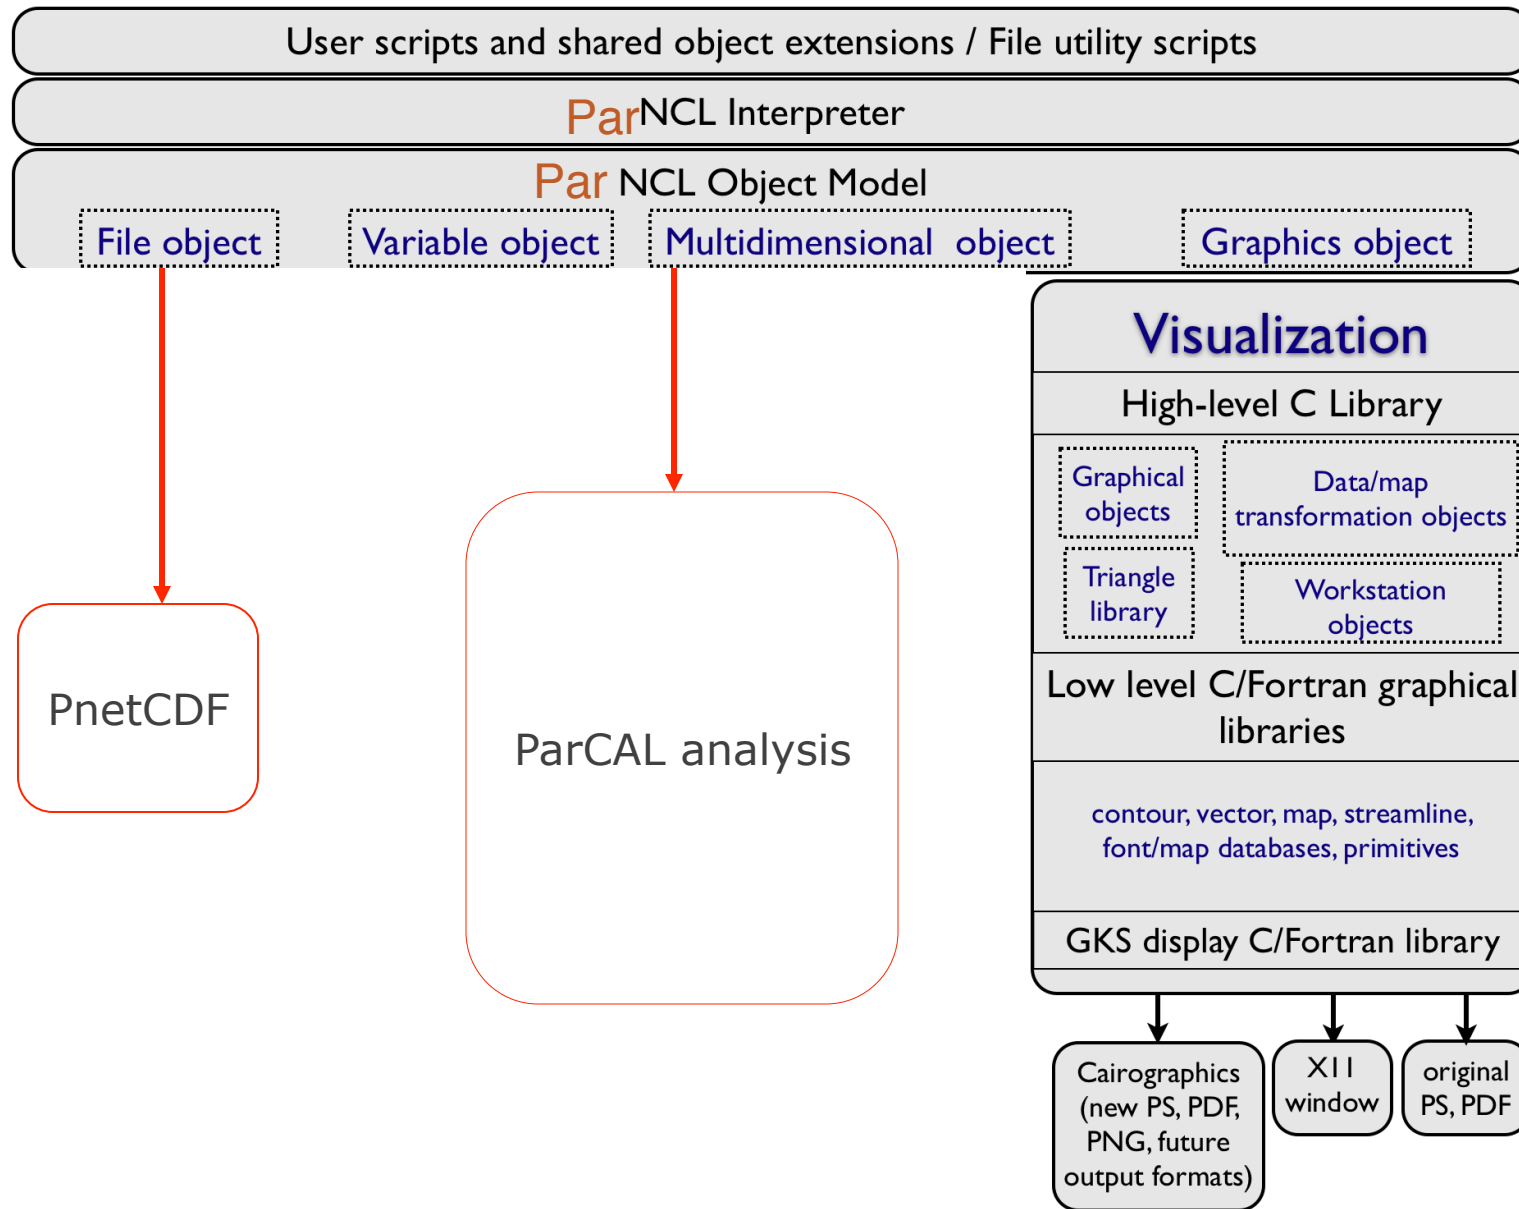 User scripts and shared object extensions / File utility scripts
ParNCL Interpreter
Par NCL Object Model
File object
Variable object
Multidimensional object
Graphics object
Visualization
High-level C Library
Graphical
objects
Data/map
transformation objects
Triangle
library
Workstation
objects
Low level C/Fortran graphical
libraries
contour, vector, map, streamline,
font/map databases, primitives
GKS display C/Fortran library
PnetCDF
ParCAL analysis
Cairographics
(new PS, PDF,
PNG, future
output formats)
X11
window
original
PS, PDF